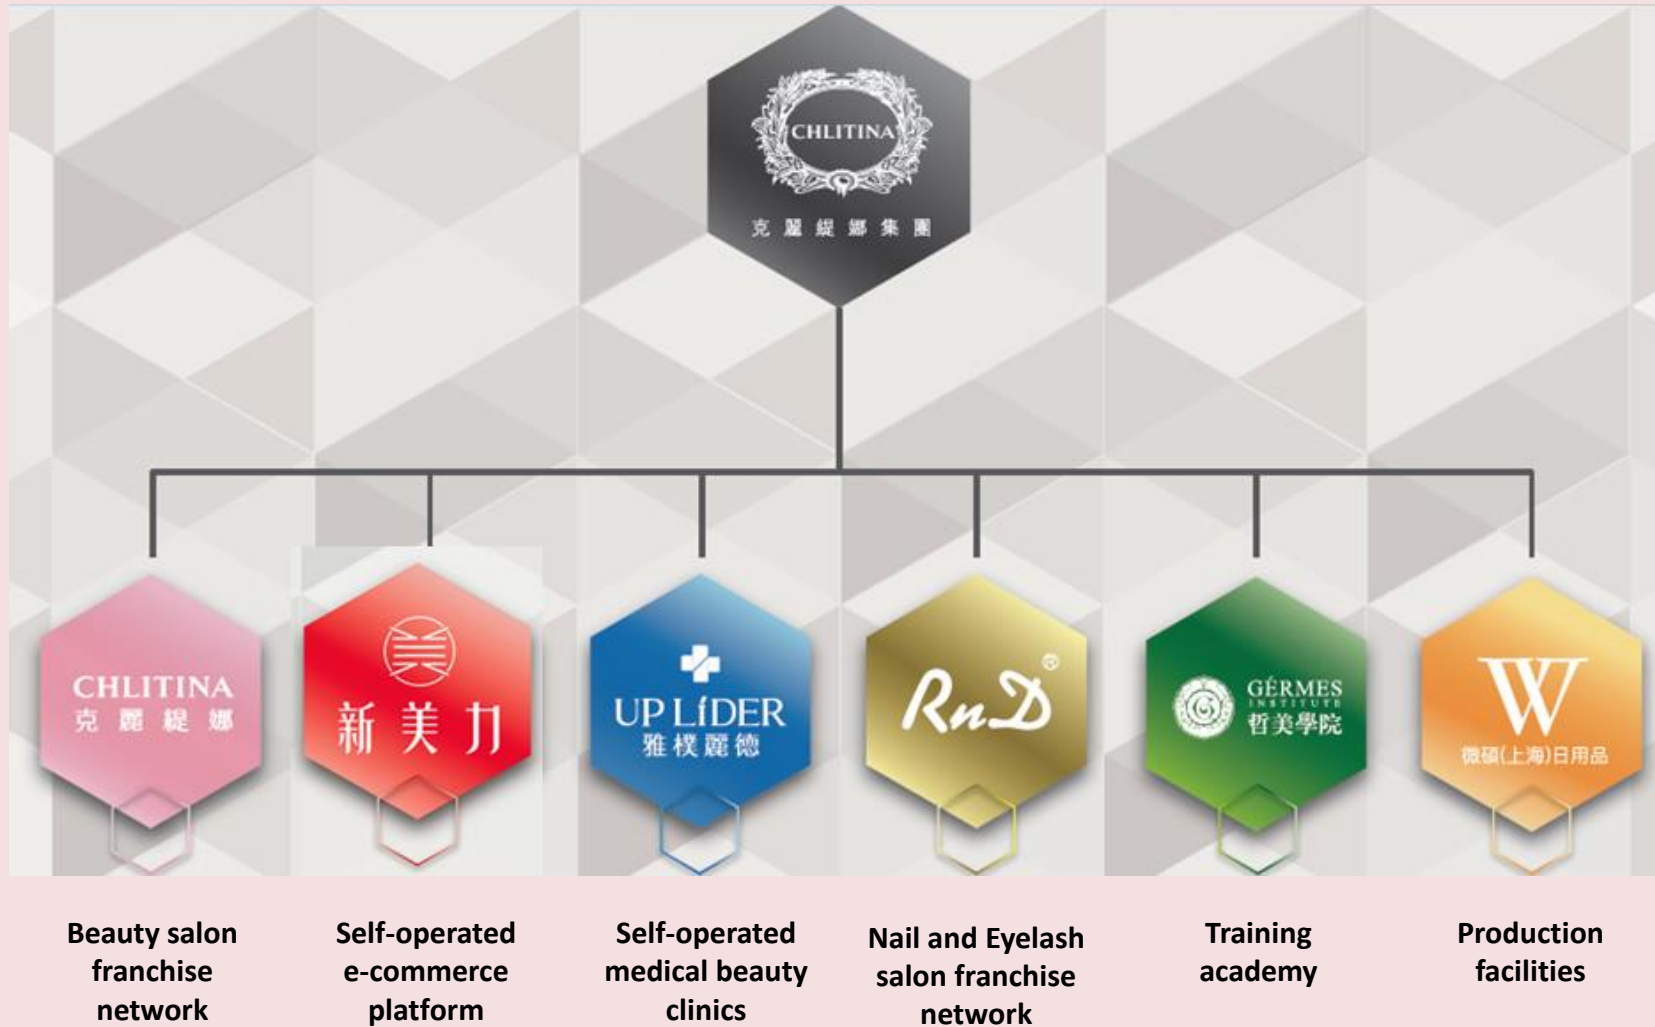 CHLITINA
克麗緹娜集團
CHLITINA
克麗緹娜
新美力
UP LÍDER
雅樸麗德
RnD®
GÉRMES
INSTITUTE
哲美學院
W
微碩(上海)日用品
Beauty salon
franchise
network
Self-operated
e-commerce
platform
Self-operated
medical beauty
clinics
Nail and Eyelash
salon franchise
network
Training
academy
Production
facilities